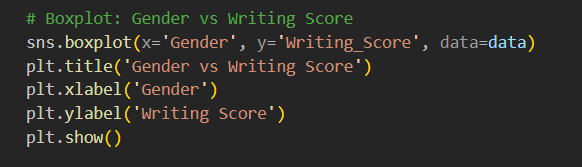 # Boxplot: Gender vs Writing Score
sns.boxplot(x='Gender', y='Writing_Score', data=data)
plt.title('Gender vs Writing Score')
plt.xlabel('Gender')
plt.ylabel('Writing Score')
plt.show()